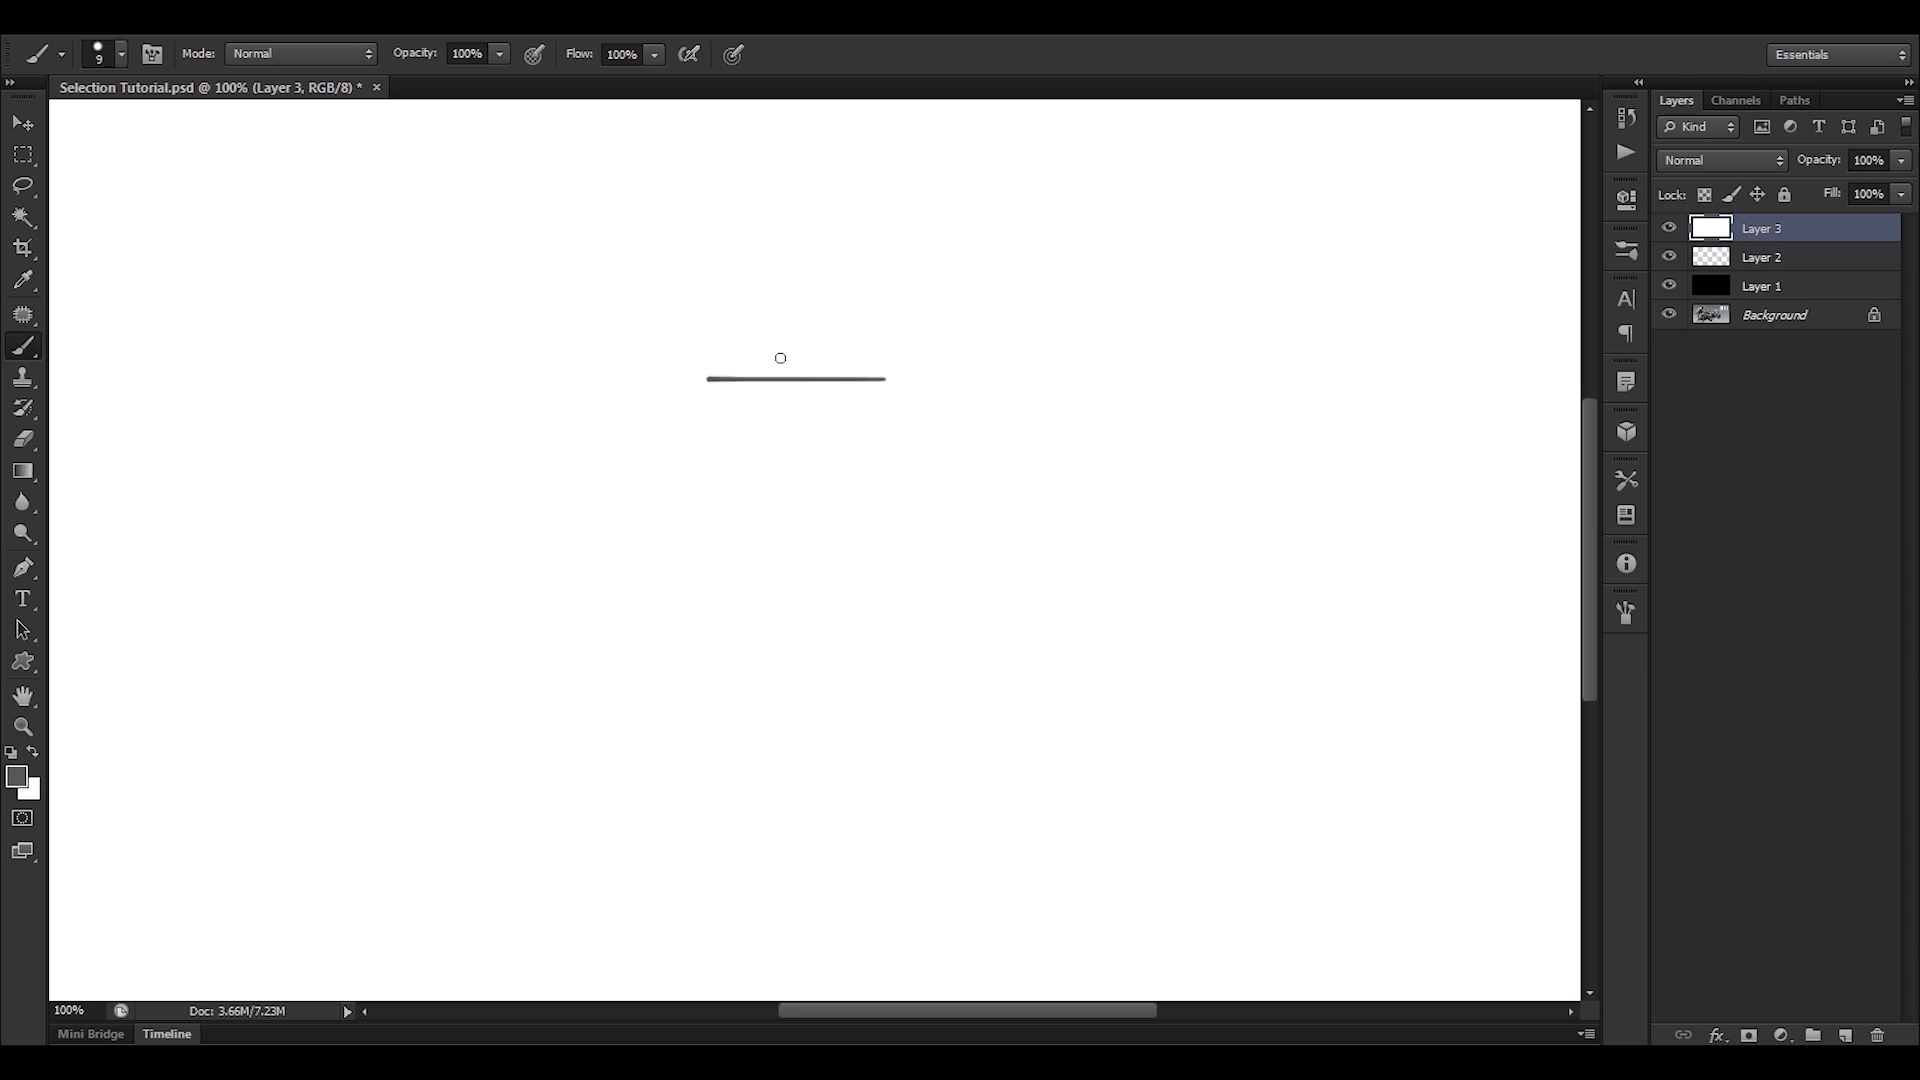 9 Mode: Normal Opacity: 100% Flow: 100% Essentials
Selection Tutorial.psd @ 100% (Layer 3, RGB/8) * ×
Layers Channels Paths
Kind
Normal Opacity: 100%
Lock: Fill: 100%
Layer 3
Layer 2
Layer 1
Background
100% Doc: 3.66M/7.23M
Mini Bridge Timeline